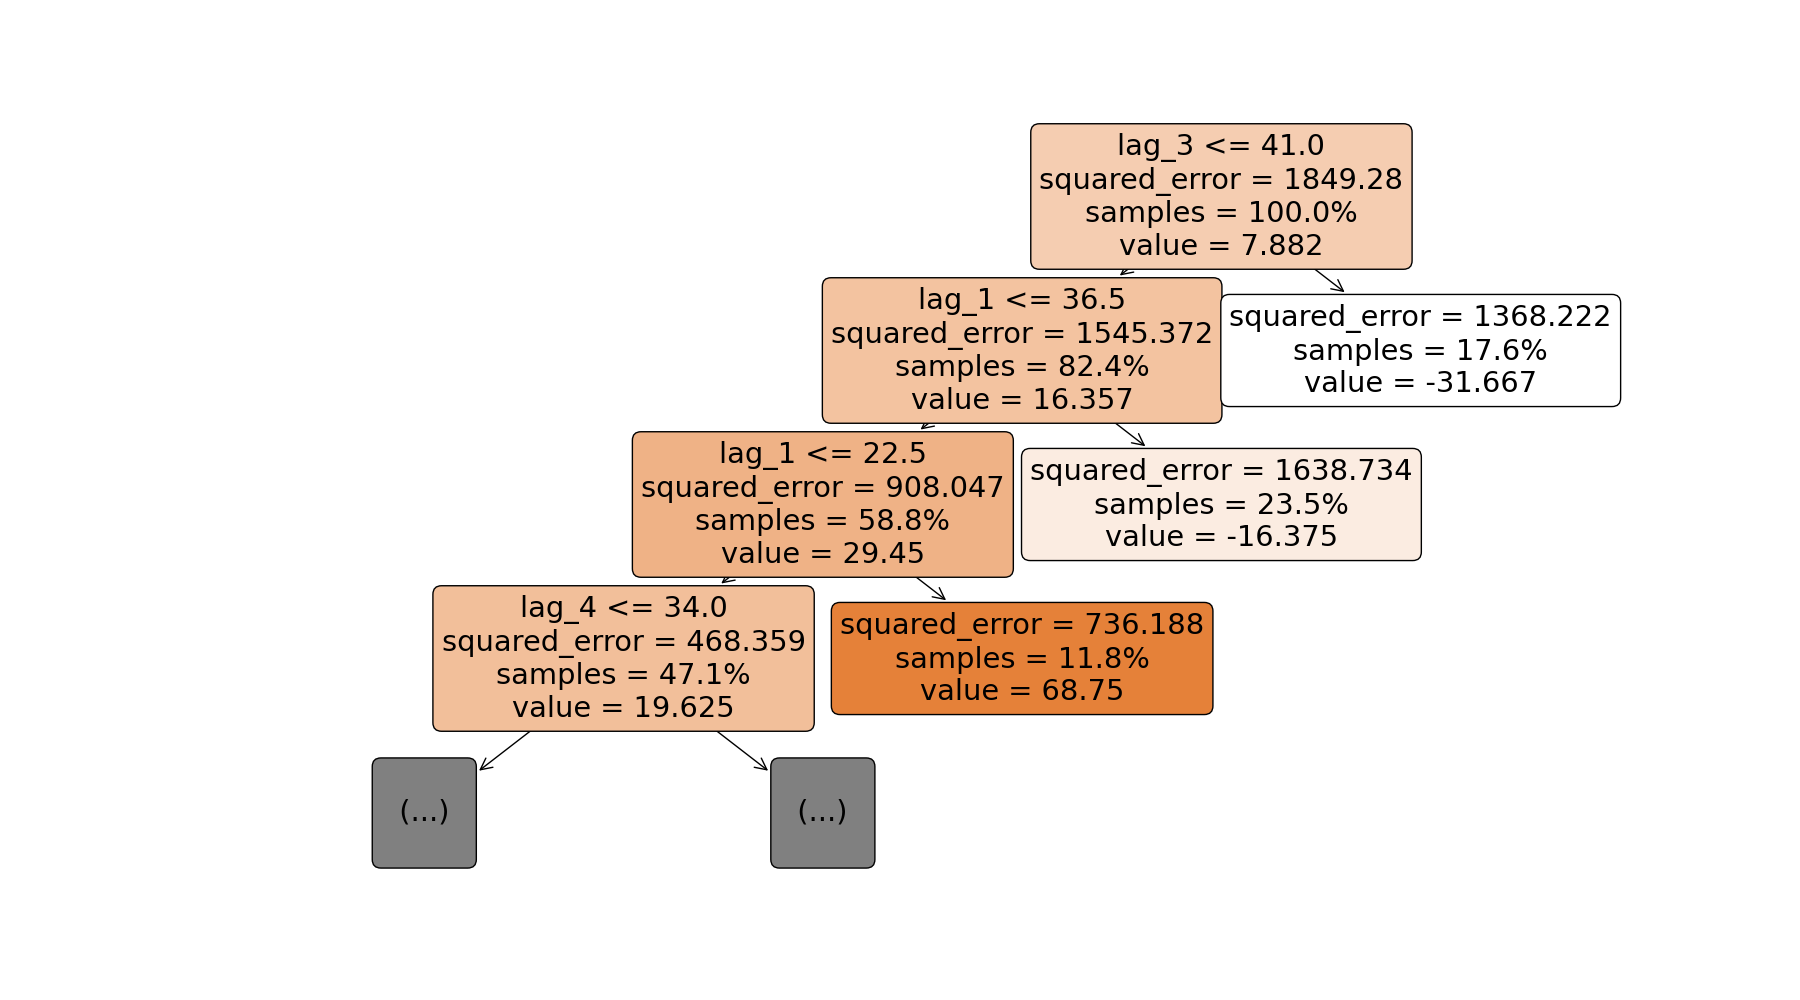 lag_3 <= 41.0
squared_error = 1849.28
samples = 100.0%
value = 7.882
lag_1 <= 36.5
squared_error = 1545.372
samples = 82.4%
value = 16.357
squared_error = 1368.222
samples = 17.6%
value = -31.667
lag_1 <= 22.5
squared_error = 908.047
samples = 58.8%
value = 29.45
squared_error = 1638.734
samples = 23.5%
value = -16.375
lag_4 <= 34.0
squared_error = 468.359
samples = 47.1%
value = 19.625
squared_error = 736.188
samples = 11.8%
value = 68.75
(...)
(...)